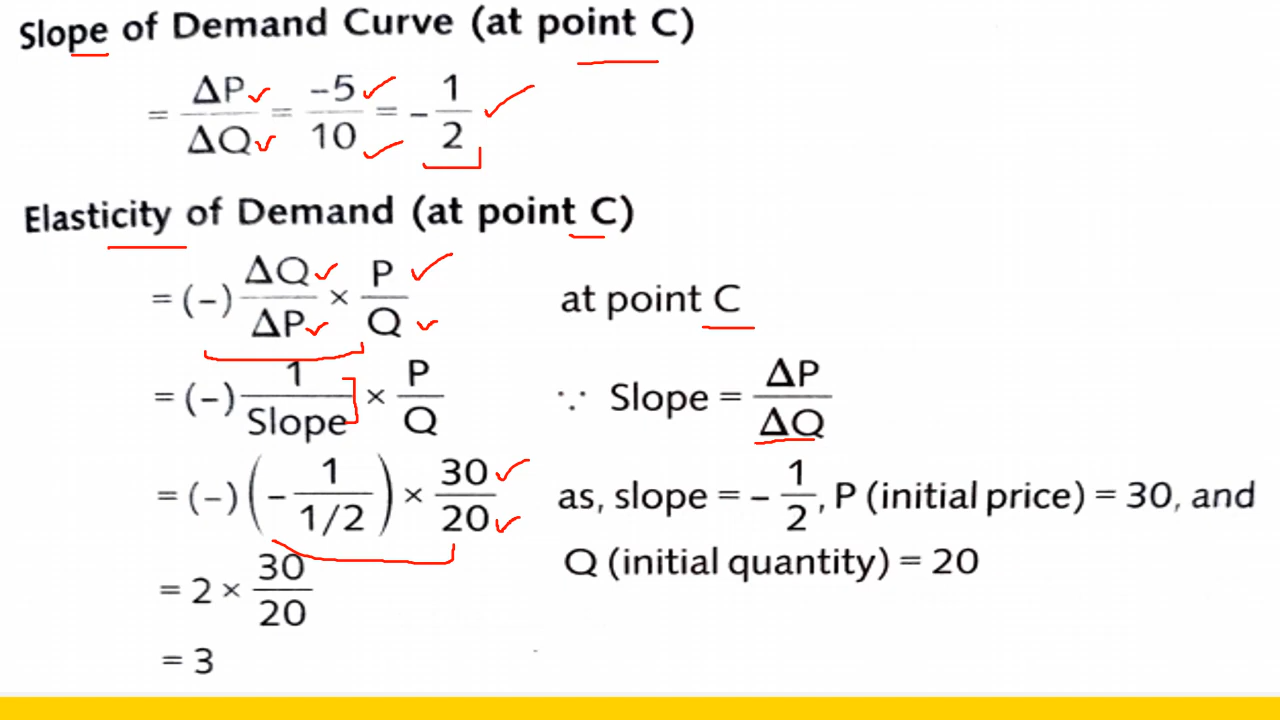 Slope of Demand Curve (at point C)
= ΔP/ΔQ = -5/10 = - 1/2
Elasticity of Demand (at point C)
= (-) ΔQ/ΔP × P/Q at point C
= (-) 1/Slope × P/Q ∵ Slope = ΔP/ΔQ
= (-) (- 1/1/2) × 30/20 as, slope = - 1/2, P (initial price) = 30, and
Q (initial quantity) = 20
= 2 × 30/20
= 3